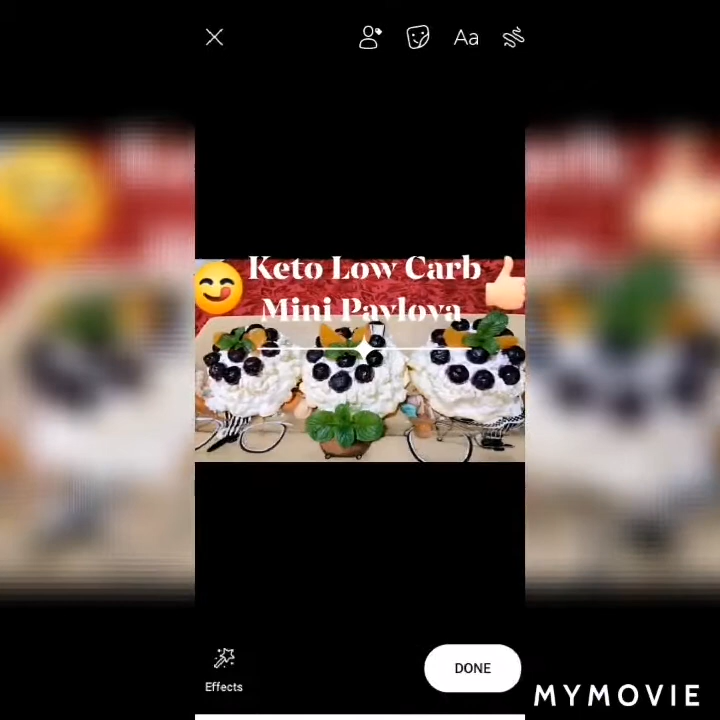 Aa
Keto Low Carb
Mini Pavlova
Effects
DONE
MYMOVIE